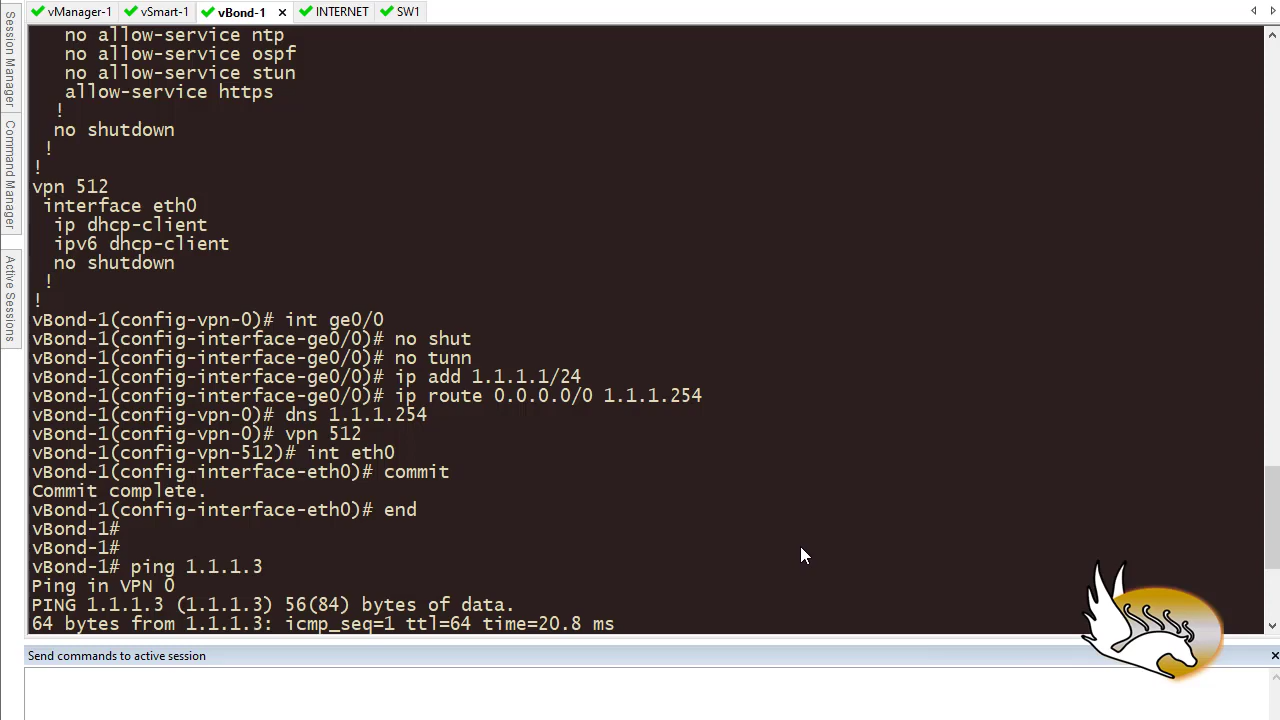 vManager-1 vSmart-1 vBond-1 INTERNET SW1
Session Manager
Command Manager
Active Sessions
no allow-service ntp
no allow-service ospf
no allow-service stun
allow-service https
!
no shutdown
!
!
vpn 512
interface eth0
ip dhcp-client
ipv6 dhcp-client
no shutdown
!
!
vBond-1(config-vpn-0)# int ge0/0
vBond-1(config-interface-ge0/0)# no shut
vBond-1(config-interface-ge0/0)# no tunn
vBond-1(config-interface-ge0/0)# ip add 1.1.1.1/24
vBond-1(config-interface-ge0/0)# ip route 0.0.0.0/0 1.1.1.254
vBond-1(config-vpn-0)# dns 1.1.1.254
vBond-1(config-vpn-0)# vpn 512
vBond-1(config-vpn-512)# int eth0
vBond-1(config-interface-eth0)# commit
Commit complete.
vBond-1(config-interface-eth0)# end
vBond-1#
vBond-1#
vBond-1# ping 1.1.1.3
Ping in VPN 0
PING 1.1.1.3 (1.1.1.3) 56(84) bytes of data.
64 bytes from 1.1.1.3: icmp_seq=1 ttl=64 time=20.8 ms
Send commands to active session